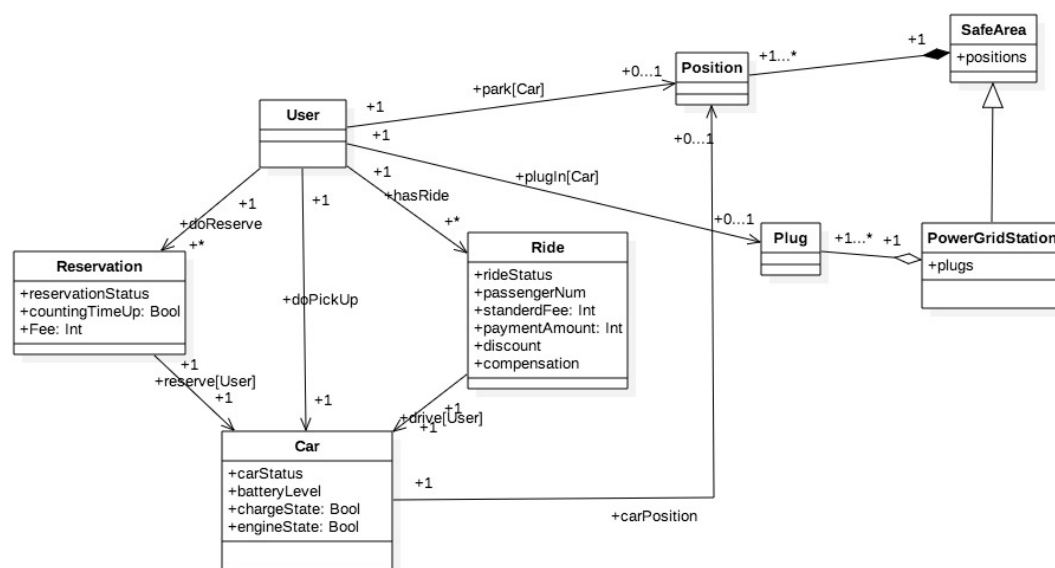 SafeArea
+positions
+1
+1...*
Position
+0...1
+park[Car]
+1
User
+1
+plugIn[Car]
+0...1
+0...1
+1
+hasRide
+*
+1
+doReserve
+*
+1
+doPickUp
+1
Plug
+1...*
+1
PowerGridStation
+plugs
Reservation
+reservationStatus
+countingTimeUp: Bool
+Fee: Int
Ride
+rideStatus
+passengerNum
+standerdFee: Int
+paymentAmount: Int
+discount
+compensation
+1
+reserve[User]
+1
+1
+drive[User]
+1
Car
+carStatus
+batteryLevel
+chargeState: Bool
+engineState: Bool
+1
+carPosition